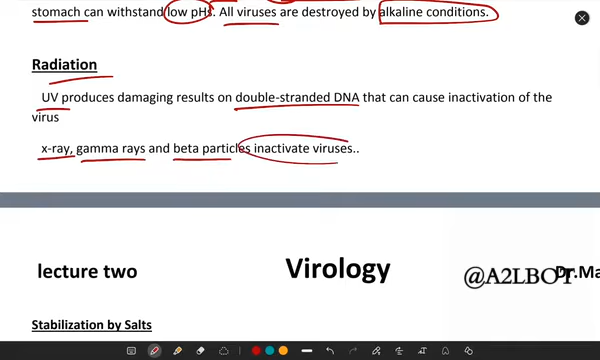 stomach can withstand low pHs. All viruses are destroyed by alkaline conditions.
Radiation
UV produces damaging results on double-stranded DNA that can cause inactivation of the
virus
x-ray, gamma rays and beta particles inactivate viruses..
lecture two
Virology
@A2LBOT
Dr.Ma
Stabilization by Salts